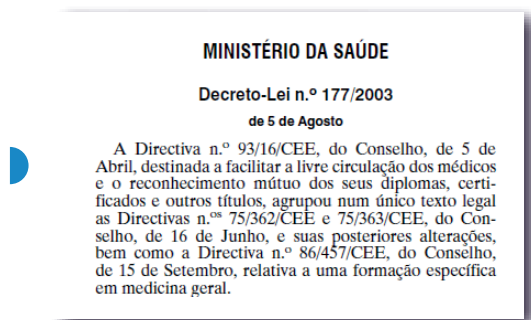 MINISTÉRIO DA SAÚDE
Decreto-Lei n.º 177/2003
de 5 de Agosto
A Directiva n.º 93/16/CEE, do Conselho, de 5 de
Abril, destinada a facilitar a livre circulação dos médicos
e o reconhecimento mútuo dos seus diplomas, certi-
ficados e outros títulos, agrupou num único texto legal
as Directivas n.os 75/362/CEE e 75/363/CEE, do Con-
selho, de 16 de Junho, e suas posteriores alterações,
bem como a Directiva n.º 86/457/CEE, do Conselho,
de 15 de Setembro, relativa a uma formação específica
em medicina geral.